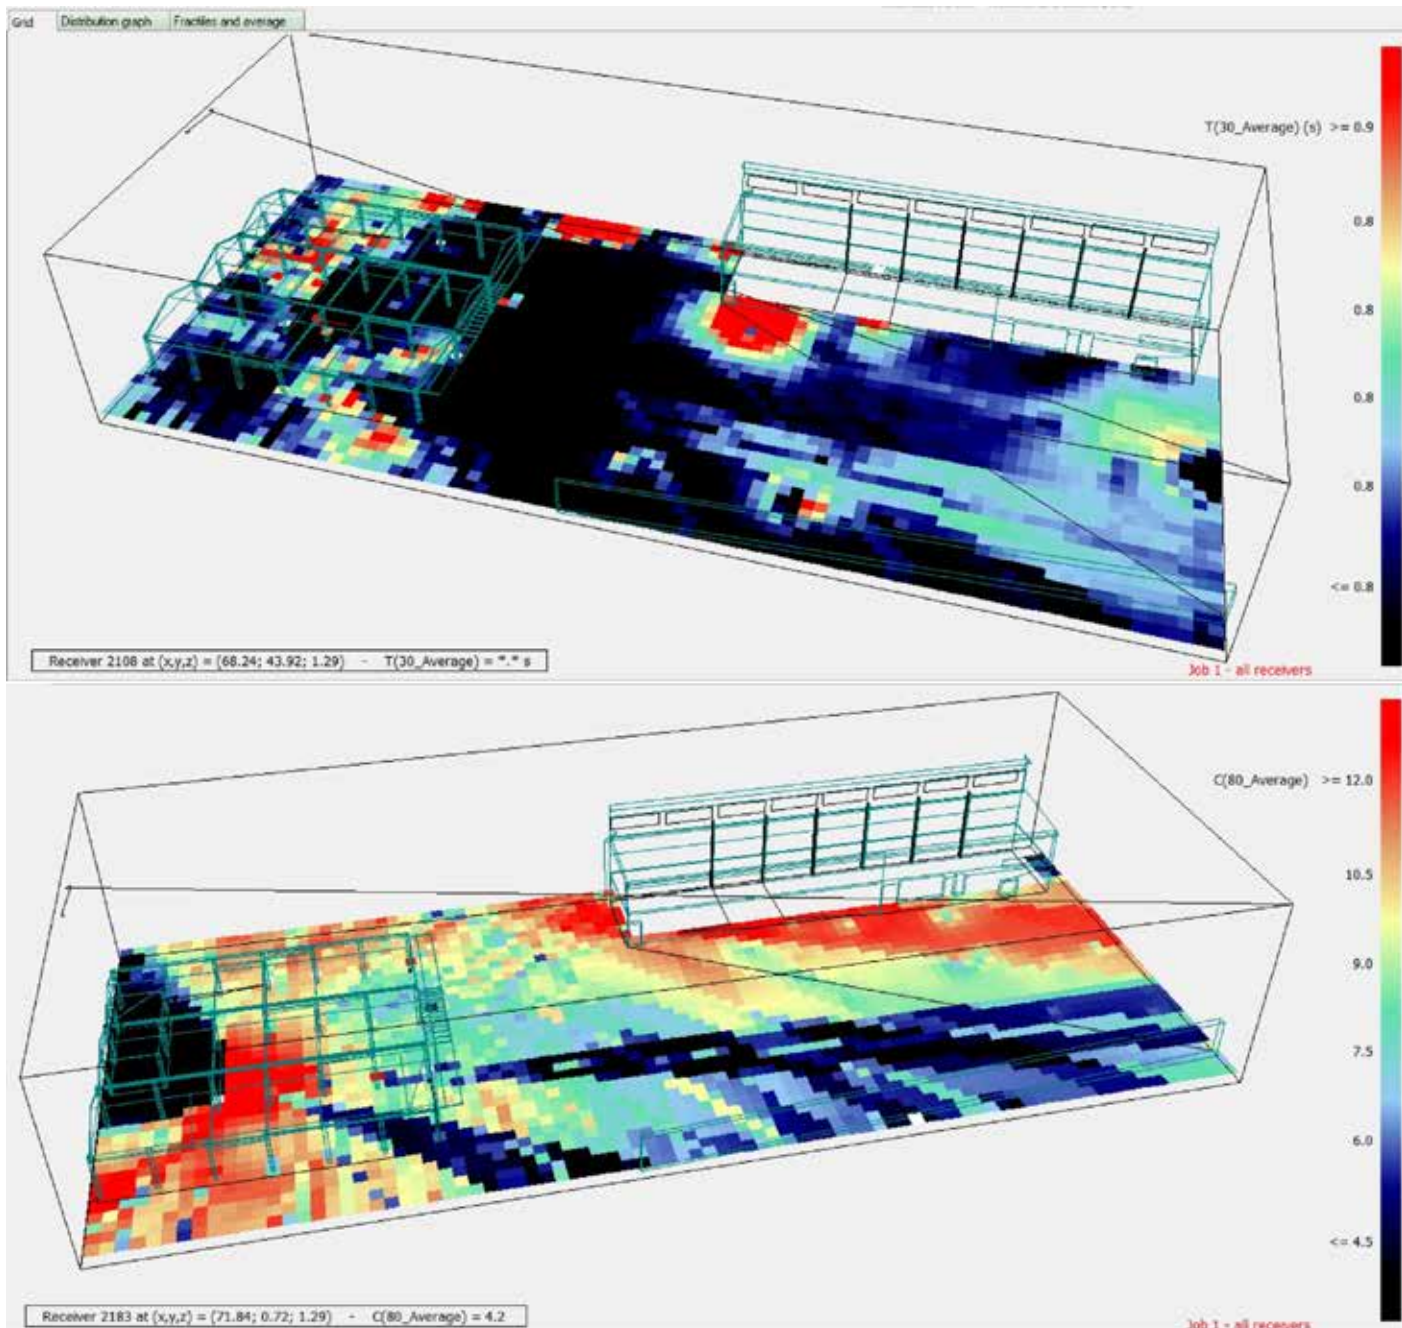 Grid Distribution graph Fractiles and average
T(30_Average) (s) >= 0.9
0.8
0.8
0.8
0.8
<= 0.8
Receiver 2108 at (x,y,z) = (68.24; 43.92; 1.29) - T(30_Average) = *.* s
Job 1 - all receivers
C(80_Average) >= 12.0
10.5
9.0
7.5
6.0
<= 4.5
Receiver 2183 at (x,y,z) = (71.84; 0.72; 1.29) - C(80_Average) = 4.2
Job 1 - all receivers